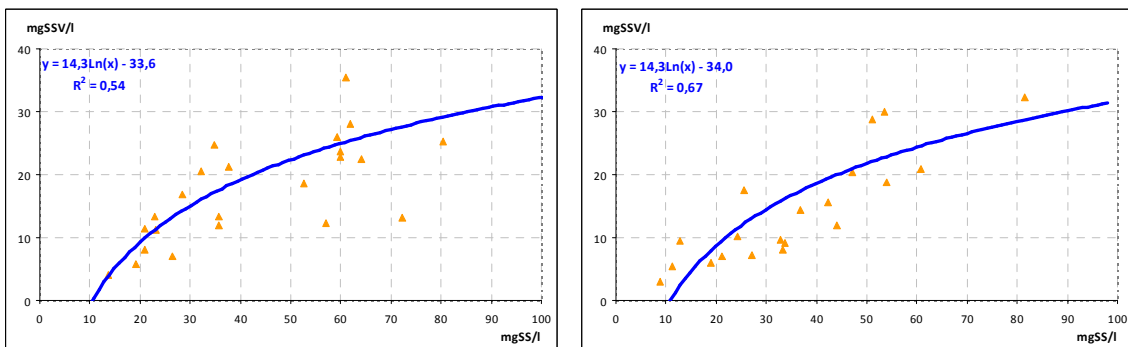 mgSSV/l
40
y = 14,3Ln(x) - 33,6
R² = 0,54
30
20
10
0
0 10 20 30 40 50 60 70 80 90 100
mgSS/l
mgSSV/l
40
y = 14,3Ln(x) - 34,0
R² = 0,67
30
20
10
0
0 10 20 30 40 50 60 70 80 90 100
mgSS/l